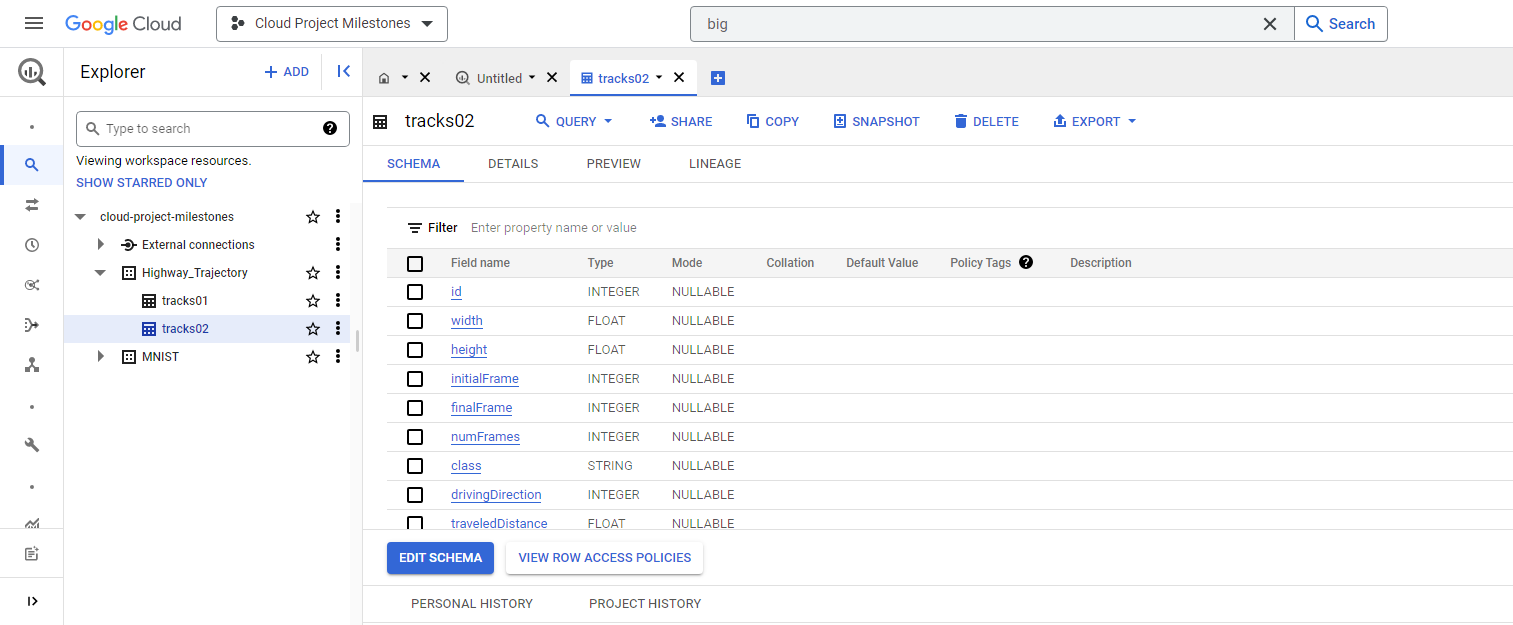 Google Cloud
Cloud Project Milestones
big
Search
Explorer
ADD
Untitled
tracks02
Type to search
Viewing workspace resources.
SHOW STARRED ONLY
cloud-project-milestones
External connections
Highway_Trajectory
tracks01
tracks02
MNIST
tracks02
QUERY
SHARE
COPY
SNAPSHOT
DELETE
EXPORT
SCHEMA DETAILS PREVIEW LINEAGE
Filter Enter property name or value
Field name Type Mode Collation Default Value Policy Tags Description
id INTEGER NULLABLE
width FLOAT NULLABLE
height FLOAT NULLABLE
initialFrame INTEGER NULLABLE
finalFrame INTEGER NULLABLE
numFrames INTEGER NULLABLE
class STRING NULLABLE
drivingDirection INTEGER NULLABLE
traveledDistance FLOAT NULLABLE
EDIT SCHEMA VIEW ROW ACCESS POLICIES
PERSONAL HISTORY PROJECT HISTORY